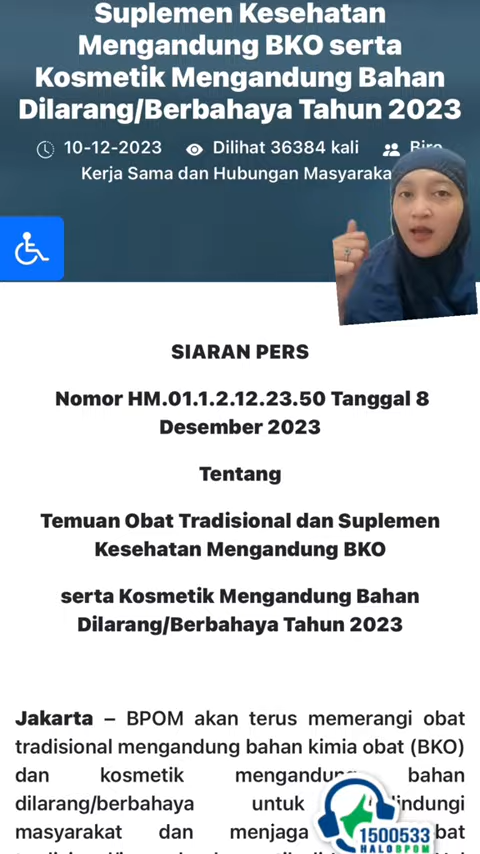 Suplemen Kesehatan
Mengandung BKO serta
Kosmetik Mengandung Bahan
Dilarang/Berbahaya Tahun 2023
10-12-2023 Dilihat 36384 kali Biro
Kerja Sama dan Hubungan Masyaraka
SIARAN PERS
Nomor HM.01.1.2.12.23.50 Tanggal 8
Desember 2023
Tentang
Temuan Obat Tradisional dan Suplemen
Kesehatan Mengandung BKO
serta Kosmetik Mengandung Bahan
Dilarang/Berbahaya Tahun 2023
Jakarta – BPOM akan terus memerangi obat
tradisional mengandung bahan kimia obat (BKO)
dan kosmetik mengandung bahan
dilarang/berbahaya untuk lindungi
masyarakat dan menjaga bat
1500533
HALOBPOM